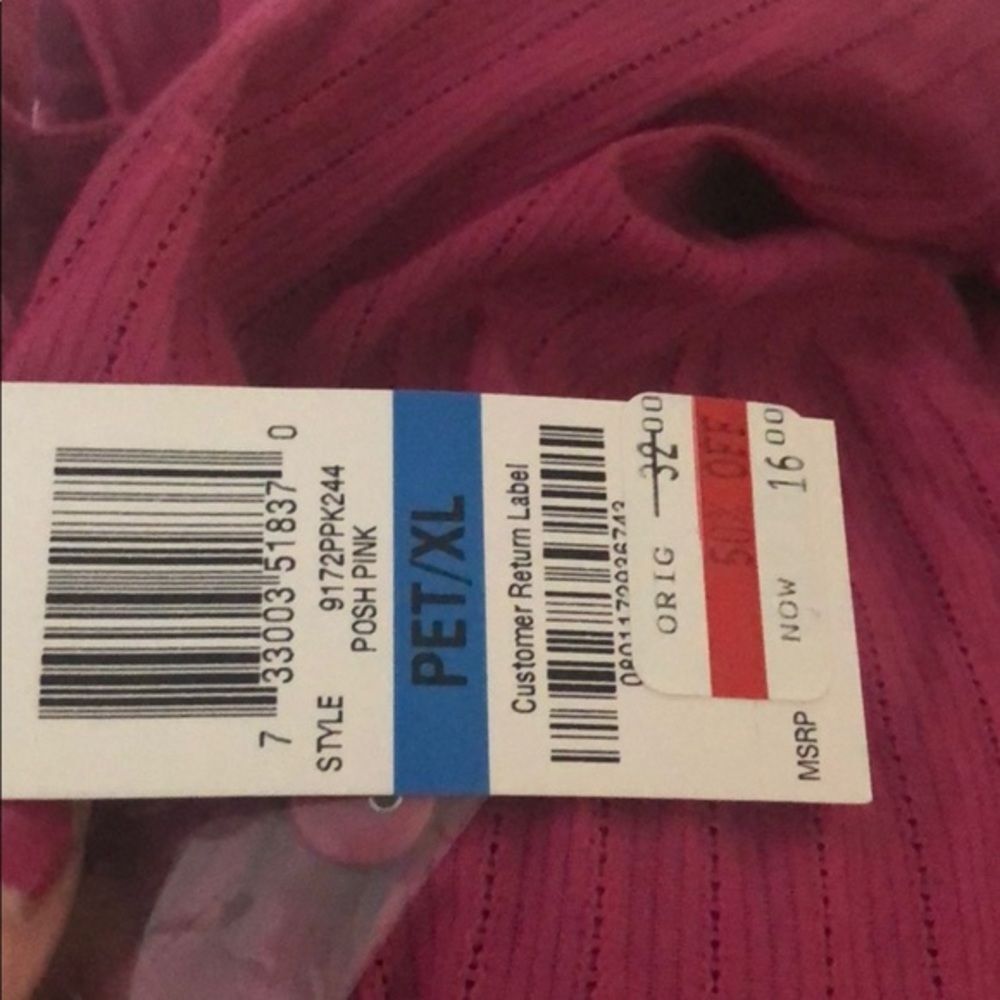 7 33003 51837 0
STYLE 9172PPK244
POSH PINK
PET/XL
Customer Return Label
ORIG 32 00
50% OFF
NOW 16 00
MSRP